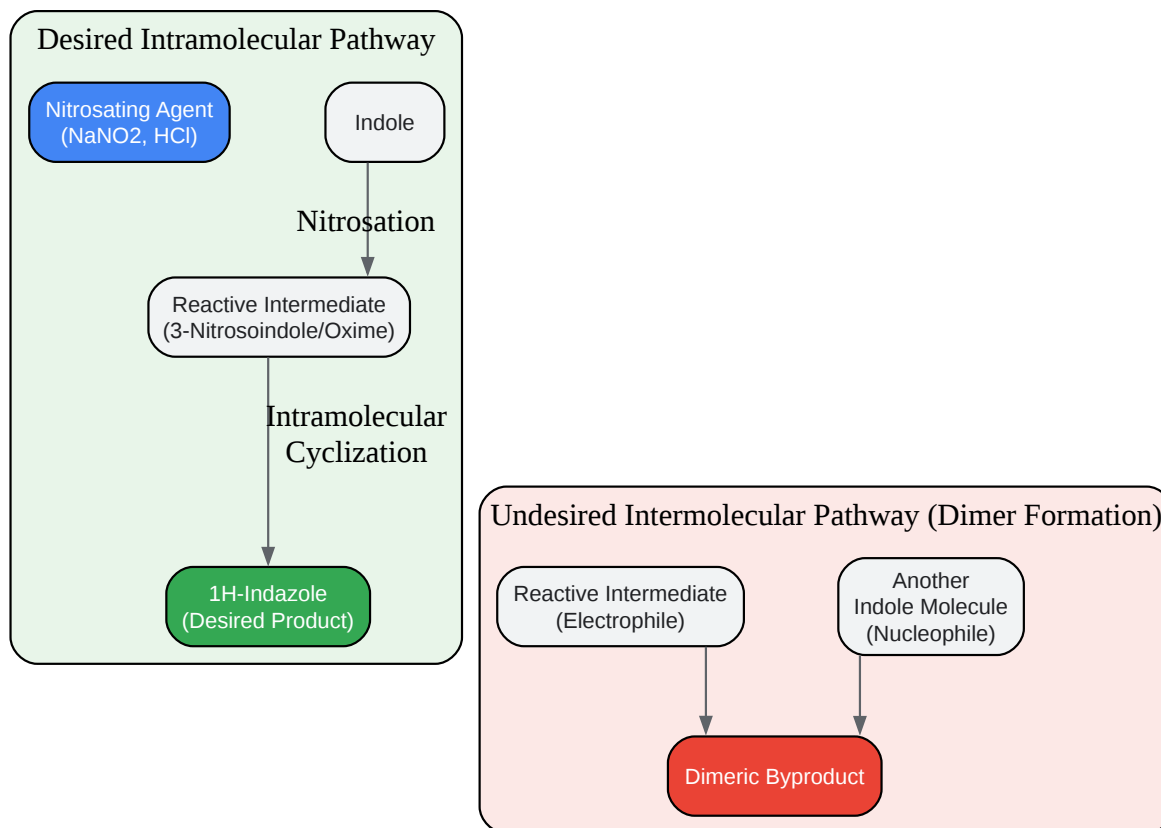 Desired Intramolecular Pathway
Nitrosating Agent
(NaNO2, HCl)
Indole
Nitrosation
Reactive Intermediate
(3-Nitrosoindole/Oxime)
Intramolecular
Cyclization
1H-Indazole
(Desired Product)
Undesired Intermolecular Pathway (Dimer Formation)
Reactive Intermediate
(Electrophile)
Another
Indole Molecule
(Nucleophile)
Dimeric Byproduct